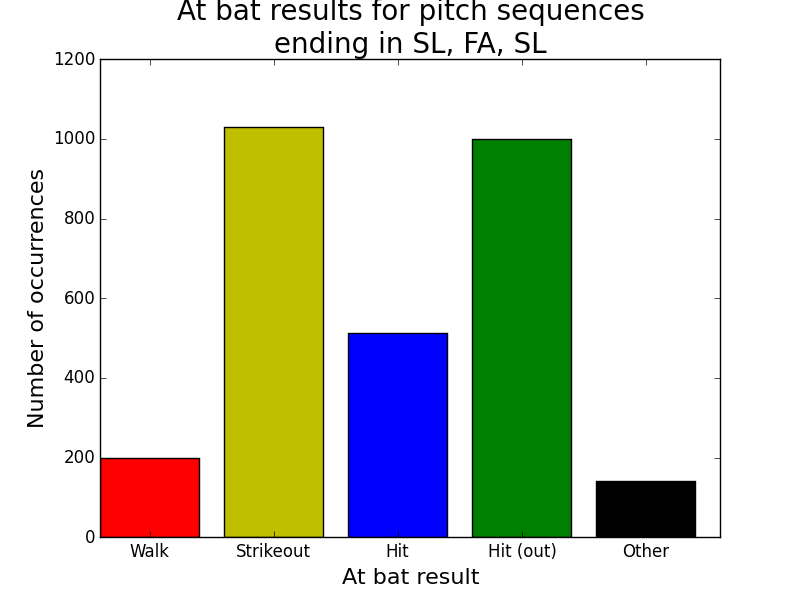 At bat results for pitch sequences
ending in SL, FA, SL
1200
1000
800
600
400
200
0
Number of occurrences
Walk Strikeout Hit Hit (out) Other
At bat result